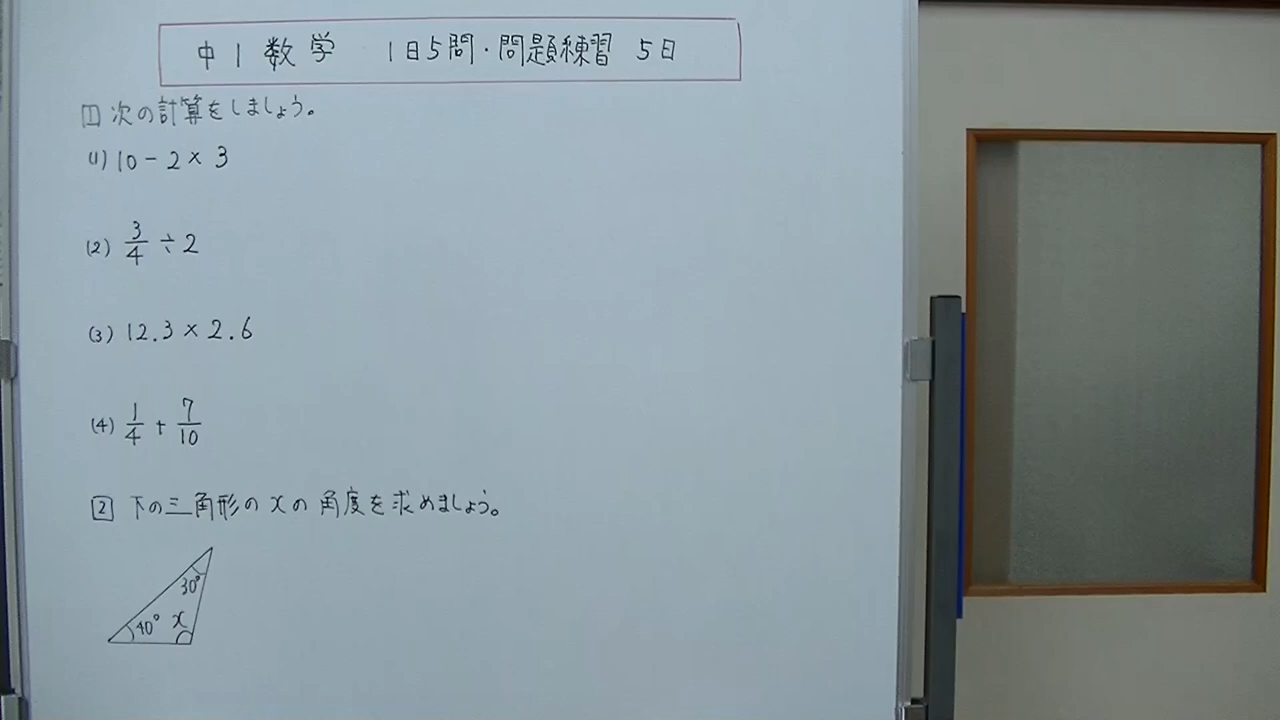 中1数学 1日5問・問題練習 5日
1 次の計算をしましょう。
(1) 10 - 2 × 3
(2) 3/4 ÷ 2
(3) 12.3 × 2.6
(4) 1/4 + 7/10
2 下の三角形のxの角度を求めましょう。
30°
40° x